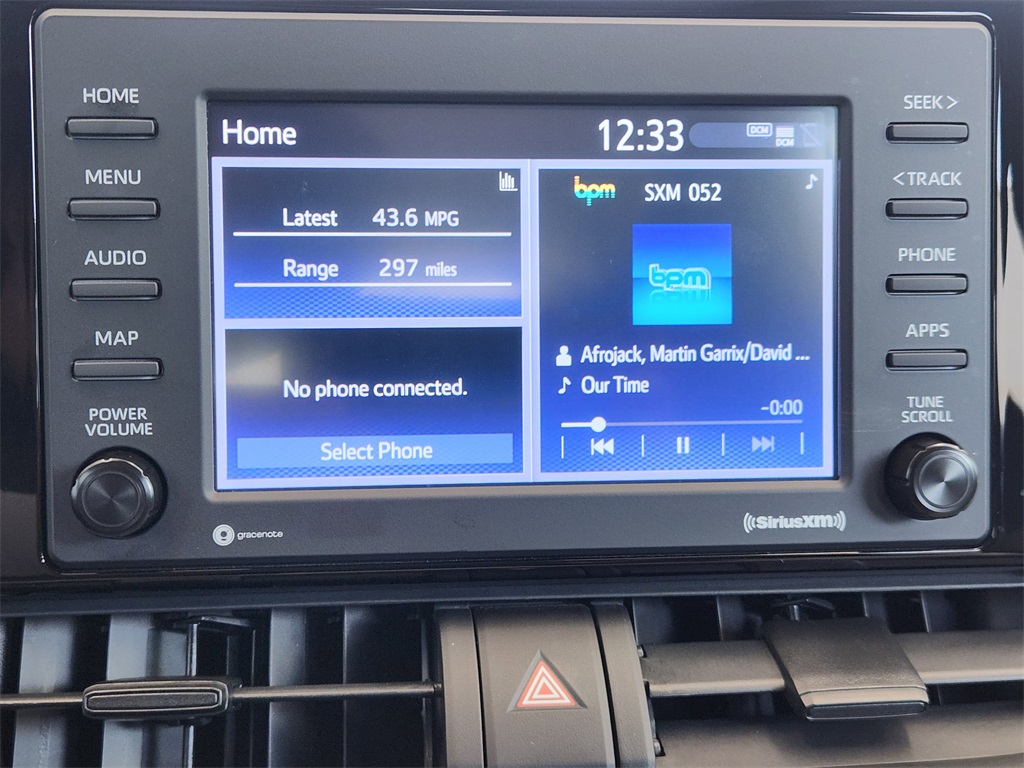 HOME
MENU
AUDIO
MAP
POWER
VOLUME
Home
12:33
DCM
DCM
Latest 43.6 MPG
Range 297 miles
No phone connected.
Select Phone
bpm
SXM 052
bpm
Afrojack, Martin Garrix/David ...
Our Time
-0:00
gracenote
((SiriusXM))
SEEK >
< TRACK
PHONE
APPS
TUNE
SCROLL